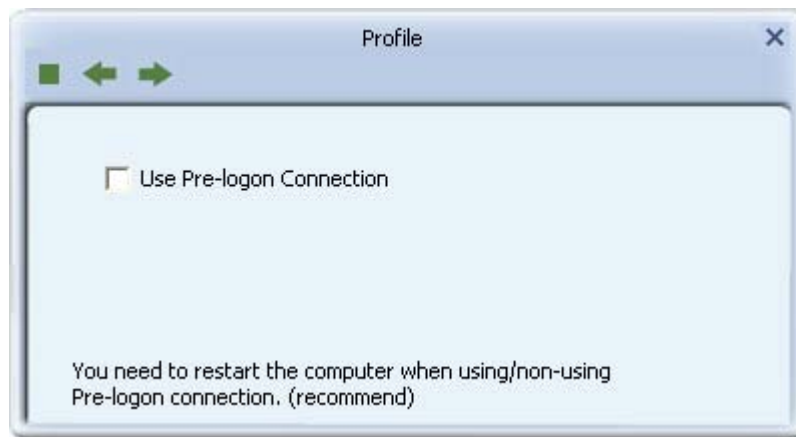 Profile
Use Pre-logon Connection
You need to restart the computer when using/non-using
Pre-logon connection. (recommend)